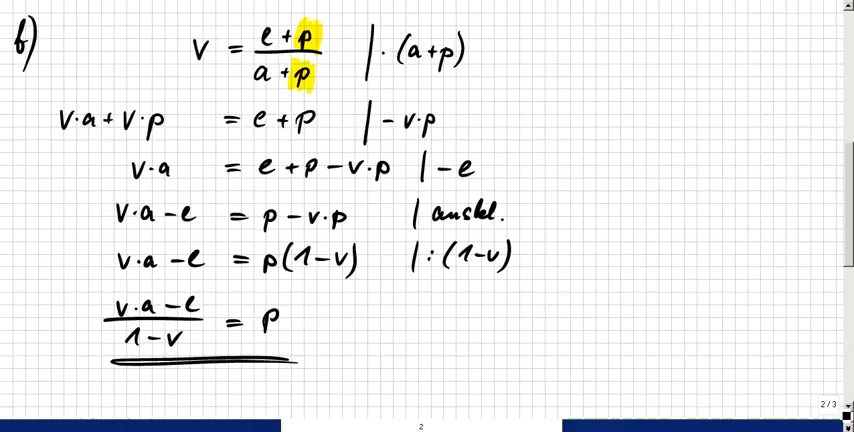 b) v = (e + p)/(a + p) | · (a + p)
v · a + v · p = e + p | - v · p
v · a = e + p - v · p | - e
v · a - e = p - v · p | auskl.
v · a - e = p (1 - v) | : (1 - v)
(v · a - e)/(1 - v) = p
2 / 3
2